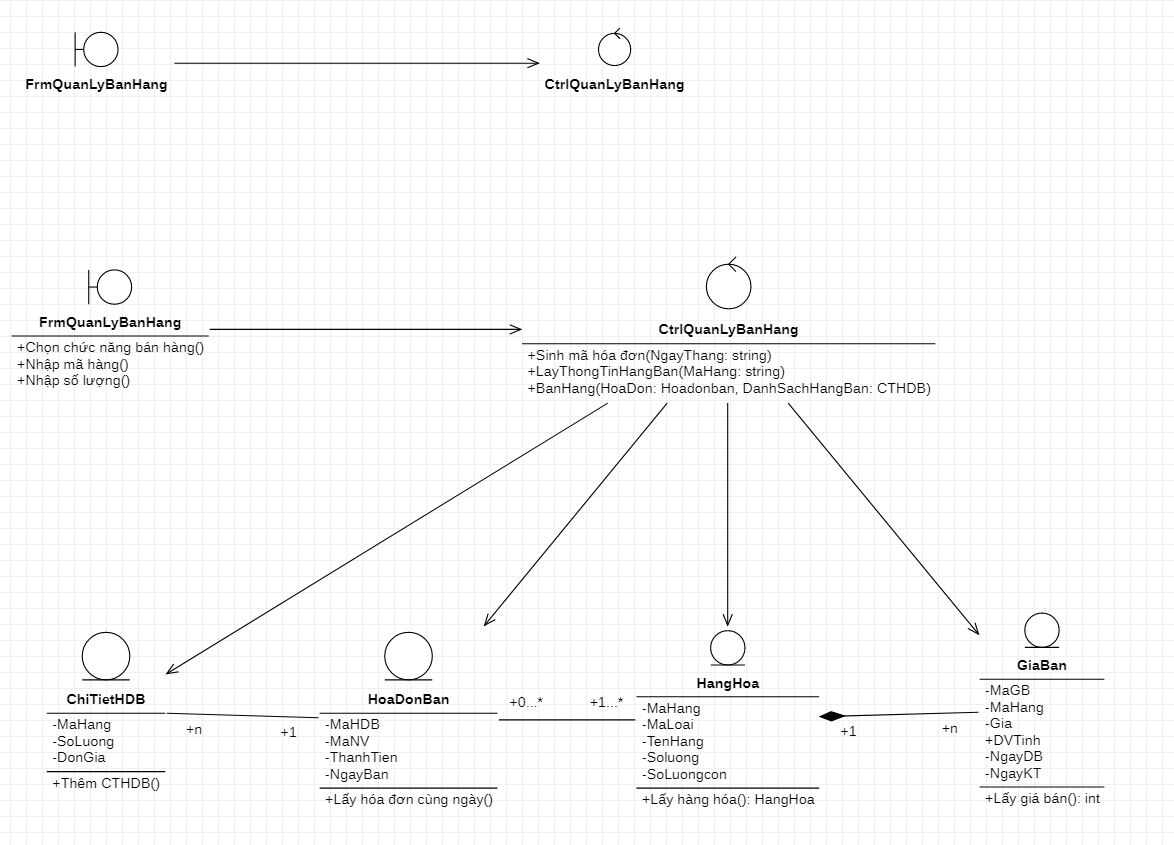 FrmQuanLyBanHang
CtrlQuanLyBanHang
FrmQuanLyBanHang
+Chọn chức năng bán hàng()
+Nhập mã hàng()
+Nhập số lượng()
CtrlQuanLyBanHang
+Sinh mã hóa đơn(NgayThang: string)
+LayThongTinHangBan(MaHang: string)
+BanHang(HoaDon: Hoadonban, DanhSachHangBan: CTHDB)
ChiTietHDB
-MaHang
-SoLuong
-DonGia
+Thêm CTHDB()
+n
+1
HoaDonBan
-MaHDB
-MaNV
-ThanhTien
-NgayBan
+Lấy hóa đơn cùng ngày()
+0...*
+1...*
HangHoa
-MaHang
-MaLoai
-TenHang
-Soluong
-SoLuongcon
+Lấy hàng hóa(): HangHoa
+1
+n
GiaBan
-MaGB
-MaHang
-Gia
+DVTinh
-NgayDB
-NgayKT
+Lấy giá bán(): int